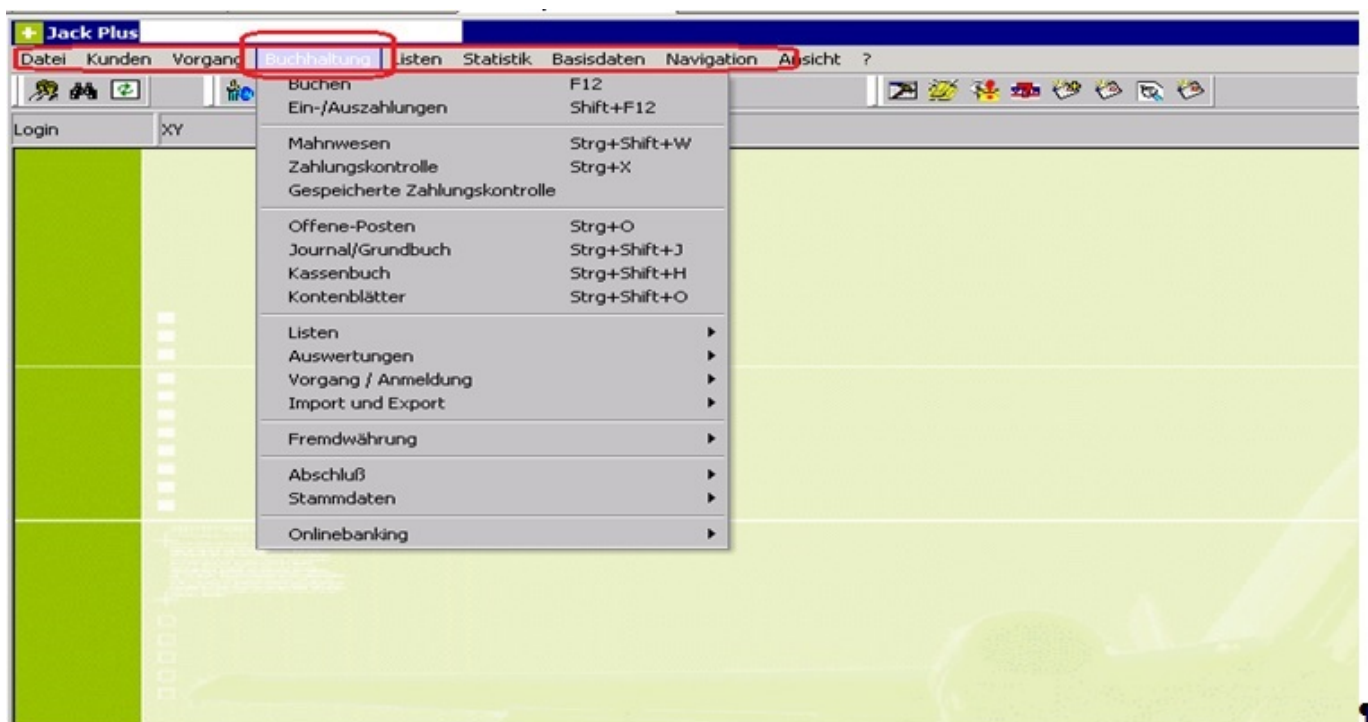 Jack Plus
Datei Kunden Vorgang Buchhaltung Listen Statistik Basisdaten Navigation Ansicht ?
Login XY
Buchen F12
Ein-/Auszahlungen Shift+F12
Mahnwesen Strg+Shift+W
Zahlungskontrolle Strg+X
Gespeicherte Zahlungskontrolle
Offene-Posten Strg+O
Journal/Grundbuch Strg+Shift+J
Kassenbuch Strg+Shift+H
Kontenblätter Strg+Shift+O
Listen
Auswertungen
Vorgang / Anmeldung
Import und Export
Fremdwährung
Abschluß
Stammdaten
Onlinebanking